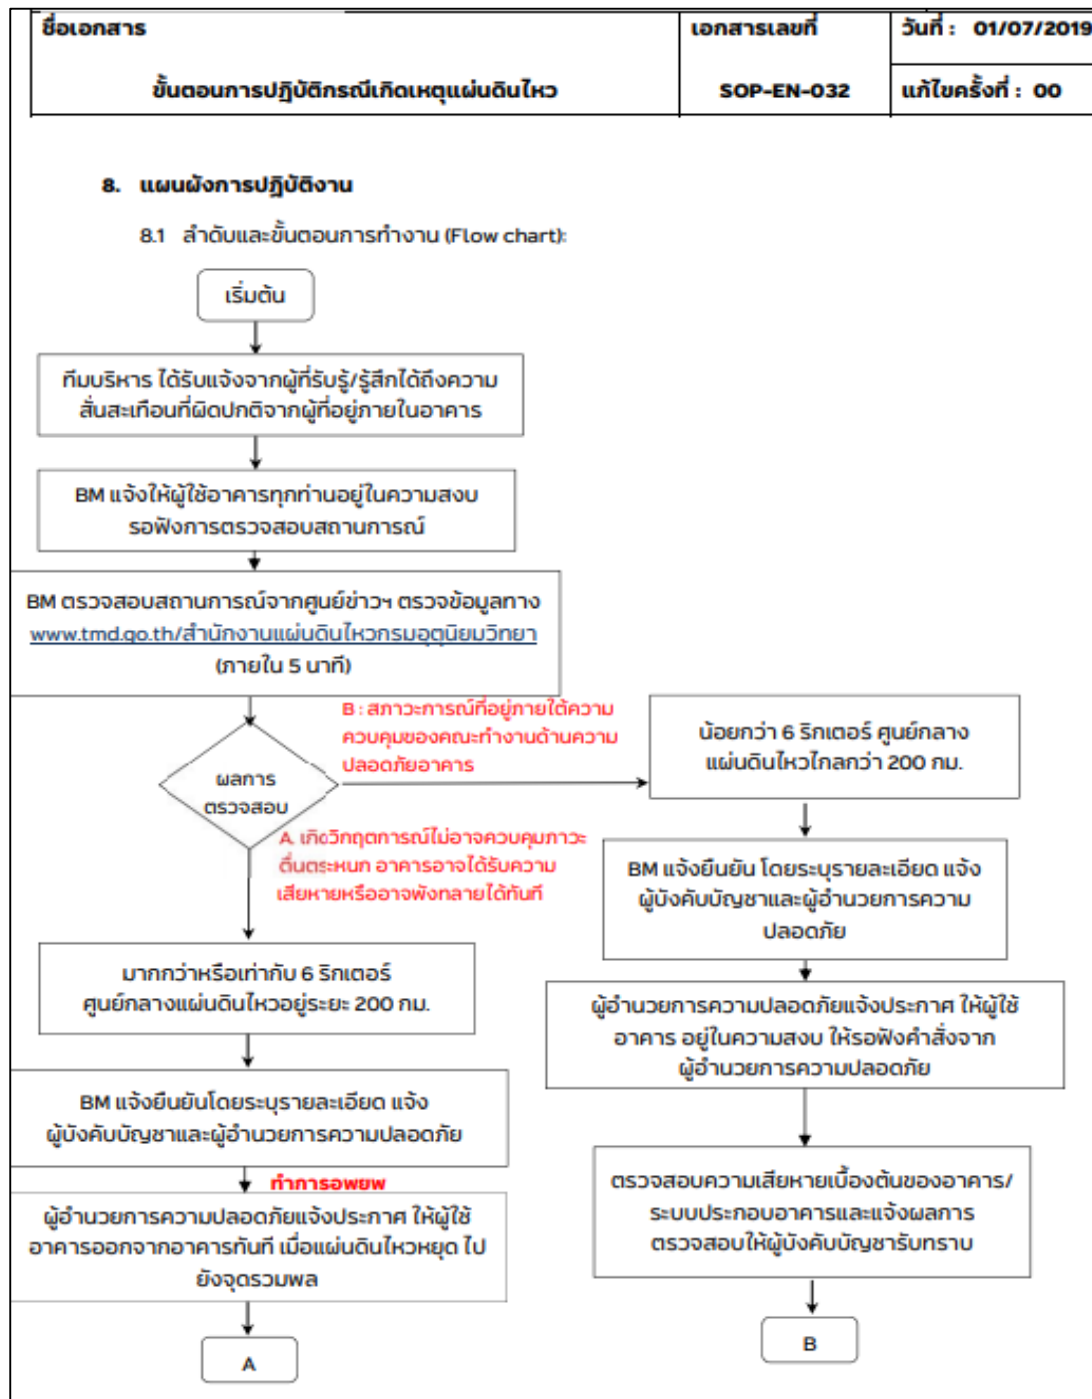 ชื่อเอกสาร
เอกสารเลขที่
วันที่ : 01/07/2019
ขั้นตอนการปฏิบัติกรณีเกิดเหตุแผ่นดินไหว
SOP-EN-032
แก้ไขครั้งที่ : 00
8. แผนผังการปฏิบัติงาน
8.1 ลำดับและขั้นตอนการทำงาน (Flow chart):
เริ่มต้น
ทีมบริหาร ได้รับแจ้งจากผู้ที่รับรู้/รู้สึกได้ถึงความ
สั่นสะเทือนที่ผิดปกติจากผู้ที่อยู่ภายในอาคาร
BM แจ้งให้ผู้ใช้อาคารทุกท่านอยู่ในความสงบ
รอฟังการตรวจสอบสถานการณ์
BM ตรวจสอบสถานการณ์จากศูนย์ข่าวฯ ตรวจข้อมูลทาง
www.tmd.go.th/สำนักงานแผ่นดินไหวกรมอุตุนิยมวิทยา
(ภายใน 5 นาที)
ผลการ
ตรวจสอบ
B : สภาวะการณ์ที่อยู่ภายใต้ความ
ควบคุมของคณะทำงานด้านความ
ปลอดภัยอาคาร
น้อยกว่า 6 ริกเตอร์ ศูนย์กลาง
แผ่นดินไหวไกลกว่า 200 กม.
A. เกิดวิกฤตการณ์ไม่อาจควบคุมภาวะ
ตื่นตระหนก อาคารอาจได้รับความ
เสียหายหรืออาจพังทลายได้ทันที
BM แจ้งยืนยัน โดยระบุรายละเอียด แจ้ง
ผู้บังคับบัญชาและผู้อำนวยการความ
ปลอดภัย
มากกว่าหรือเท่ากับ 6 ริกเตอร์
ศูนย์กลางแผ่นดินไหวอยู่ระยะ 200 กม.
ผู้อำนวยการความปลอดภัยแจ้งประกาศ ให้ผู้ใช้
อาคาร อยู่ในความสงบ ให้รอฟังคำสั่งจาก
ผู้อำนวยการความปลอดภัย
BM แจ้งยืนยันโดยระบุรายละเอียด แจ้ง
ผู้บังคับบัญชาและผู้อำนวยการความปลอดภัย
ทำการอพยพ
ผู้อำนวยการความปลอดภัยแจ้งประกาศ ให้ผู้ใช้
อาคารออกจากอาคารทันที เมื่อแผ่นดินไหวหยุด ไป
ยังจุดรวมพล
ตรวจสอบความเสียหายเบื้องต้นของอาคาร/
ระบบประกอบอาคารและแจ้งผลการ
ตรวจสอบให้ผู้บังคับบัญชารับทราบ
A
B